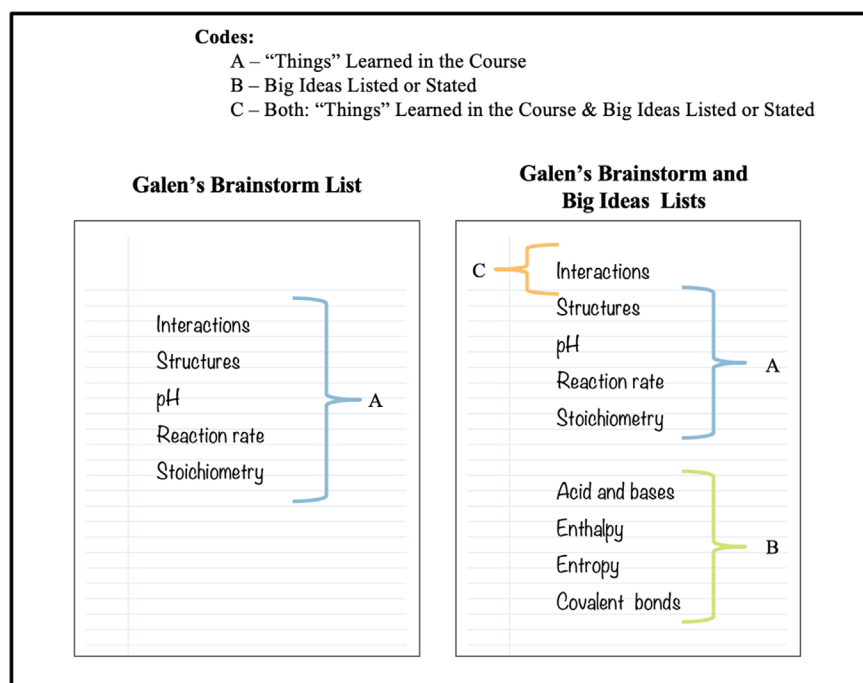 Codes:
A – “Things” Learned in the Course
B – Big Ideas Listed or Stated
C – Both: “Things” Learned in the Course & Big Ideas Listed or Stated
Galen’s Brainstorm List
Interactions
Structures
pH
Reaction rate
Stoichiometry
A
Galen’s Brainstorm and
Big Ideas Lists
C
Interactions
Structures
pH
Reaction rate
Stoichiometry
A
Acid and bases
Enthalpy
Entropy
Covalent bonds
B